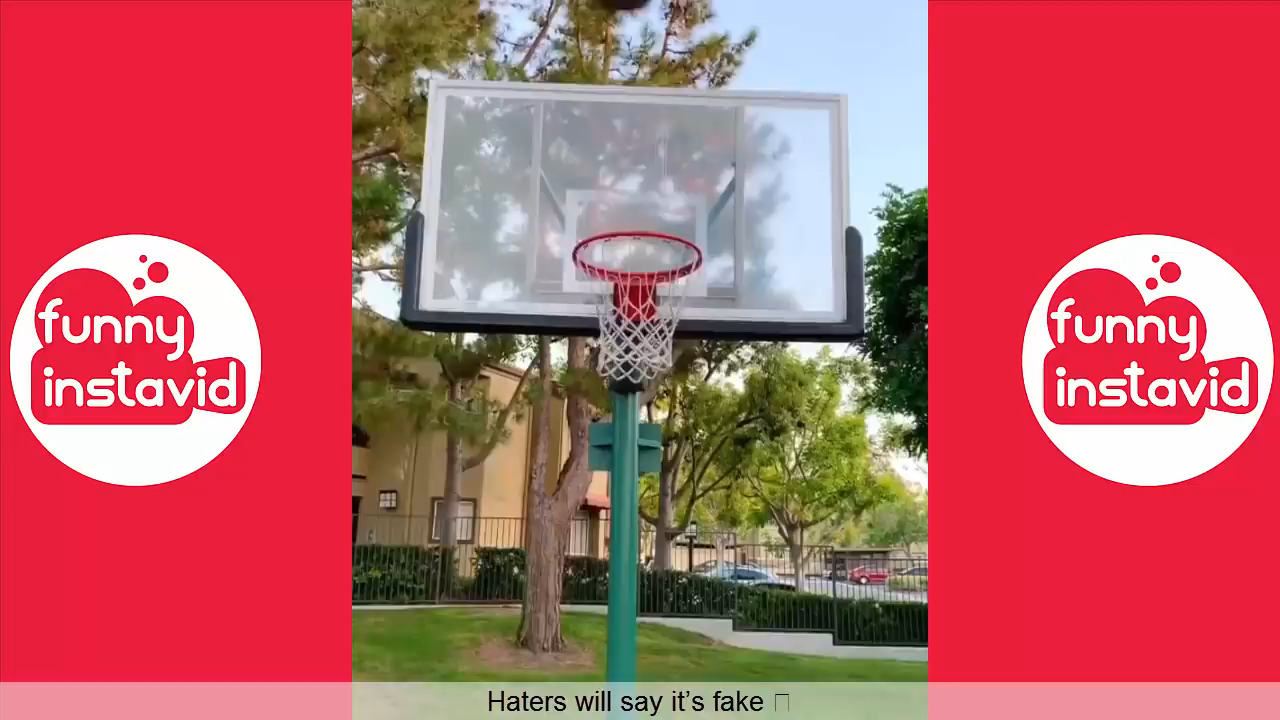 funny
instavid
funny
instavid
Haters will say it’s fake